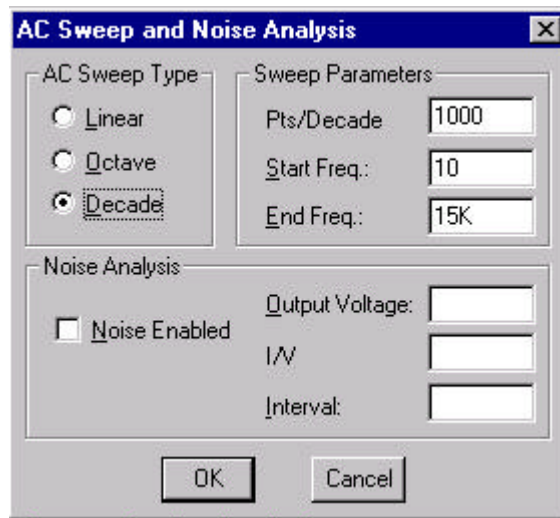 AC Sweep and Noise Analysis
AC Sweep Type
Linear
Octave
Decade
Sweep Parameters
Pts/Decade 1000
Start Freq.: 10
End Freq.: 15K
Noise Analysis
Noise Enabled
Output Voltage:
I/V
Interval:
OK Cancel